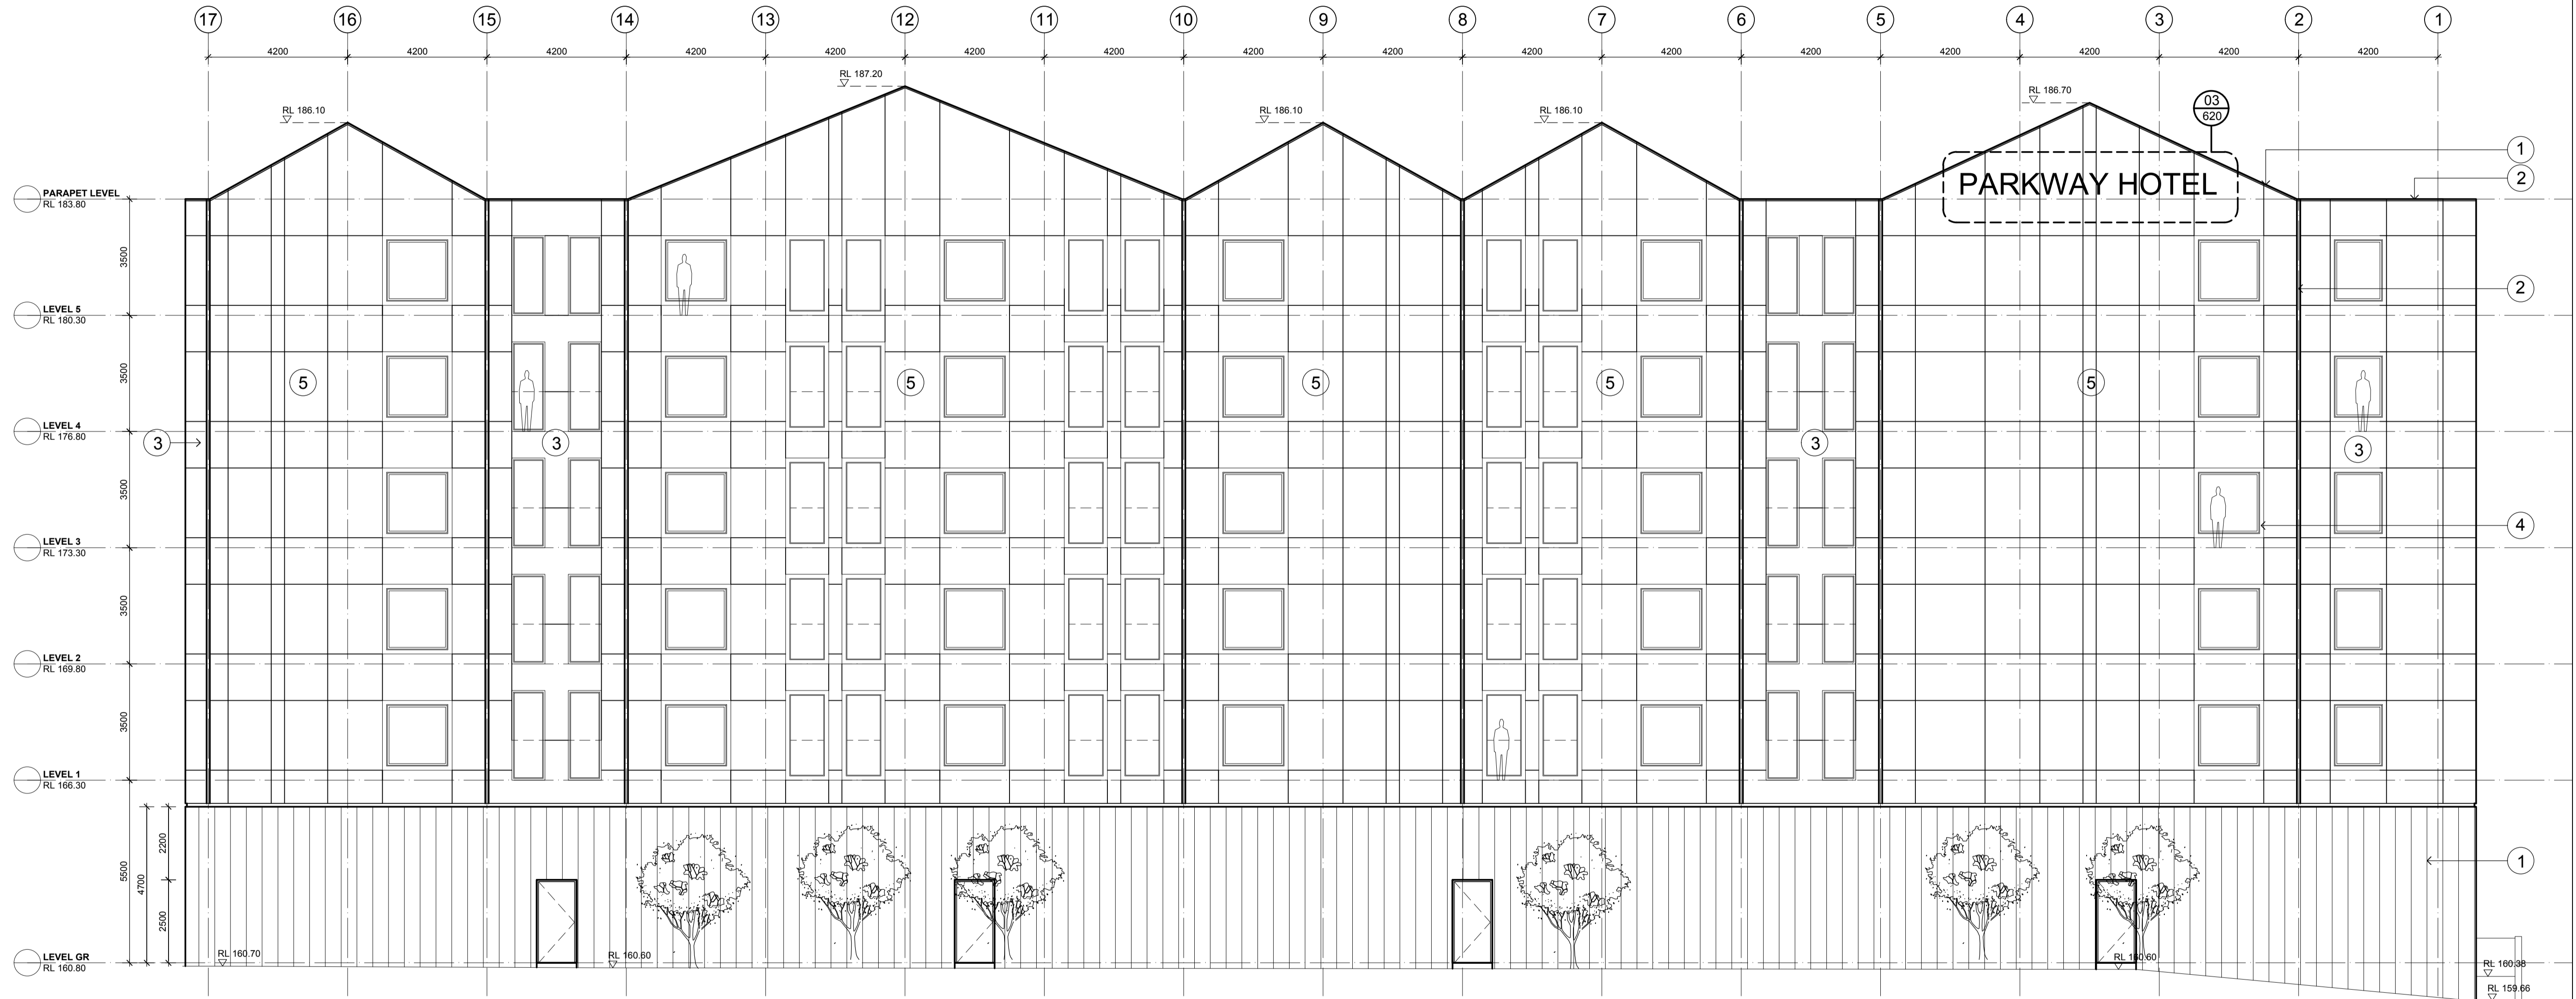 17 16 15 14 13 12 11 10 9 8 7 6 5 4 3 2 1
4200 4200 4200 4200 4200 4200 4200 4200 4200 4200 4200 4200 4200 4200 4200 4200
RL 187.20
RL 186.70
RL 186.10
RL 186.10
RL 186.10
03
620
1
2
PARKWAY HOTEL
PARAPET LEVEL
RL 183.80
3500
2
LEVEL 5
RL 180.30
3500
5 5 5 5 5
LEVEL 4
RL 176.80
3 3 3 3
3500
4
LEVEL 3
RL 173.30
3500
LEVEL 2
RL 169.80
3500
LEVEL 1
RL 166.30
2200
5500
4700
2500
1
LEVEL GR
RL 160.80
RL 160.70
RL 160.60
RL 160.60
RL 160.38
RL 159.66